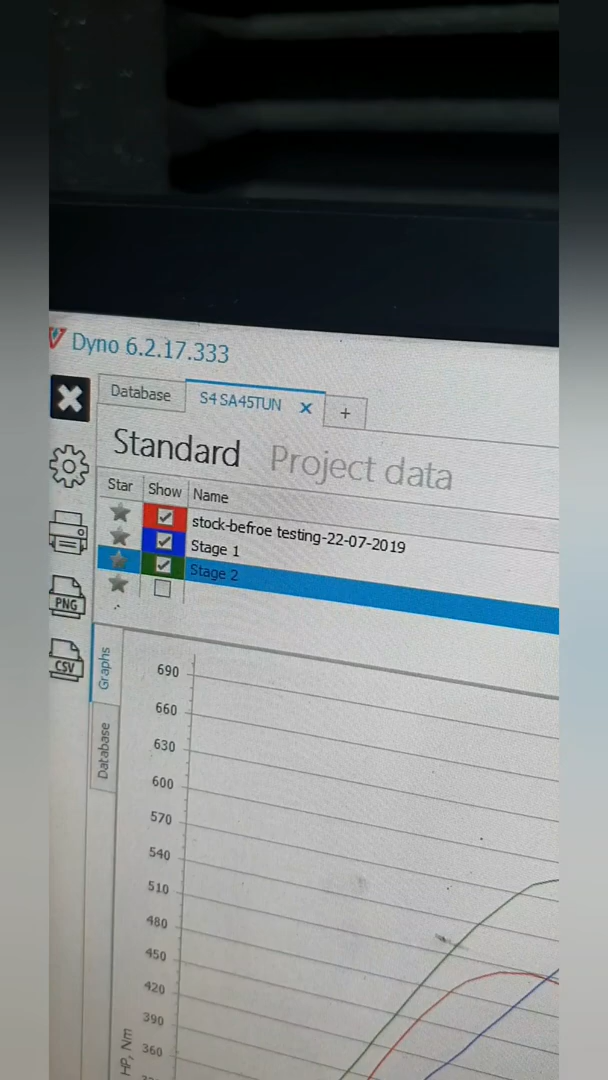 Dyno 6.2.17.333
Database
S4 SA45TUN
+
Standard Project data
Star Show Name
stock-befroe testing-22-07-2019
Stage 1
Stage 2
PNG
CSV
Graphs
Database
690
660
630
600
570
540
510
480
450
420
390
360
HP, Nm